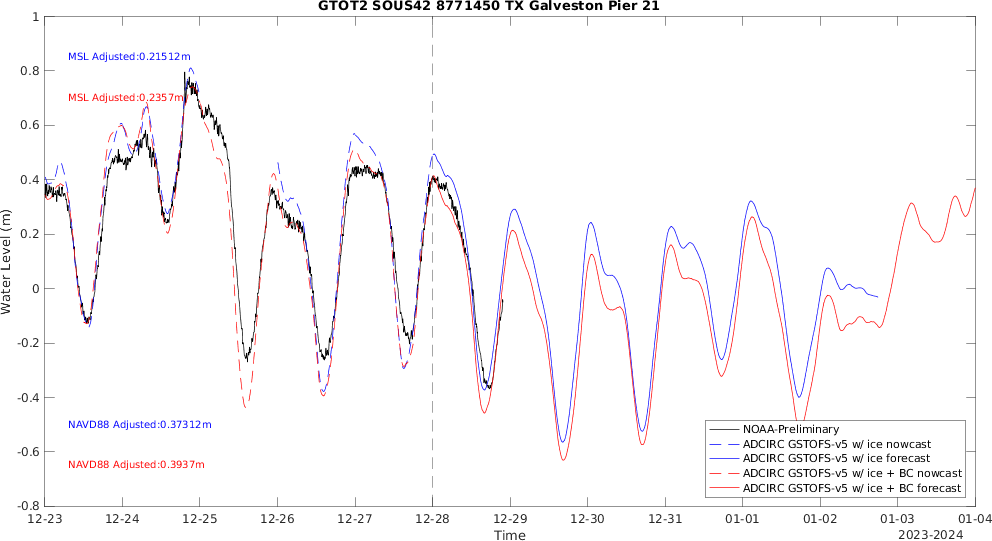 GTOT2 SOUS42 8771450 TX Galveston Pier 21
1
0.8
0.6
0.4
0.2
0
-0.2
-0.4
-0.6
-0.8
Water Level (m)
MSL Adjusted:0.21512m
MSL Adjusted:0.2357m
NAVD88 Adjusted:0.37312m
NAVD88 Adjusted:0.3937m
NOAA-Preliminary
ADCIRC GSTOFS-v5 w/ ice nowcast
ADCIRC GSTOFS-v5 w/ ice forecast
ADCIRC GSTOFS-v5 w/ ice + BC nowcast
ADCIRC GSTOFS-v5 w/ ice + BC forecast
12-23 12-24 12-25 12-26 12-27 12-28 12-29 12-30 12-31 01-01 01-02 01-03 01-04
Time
2023-2024